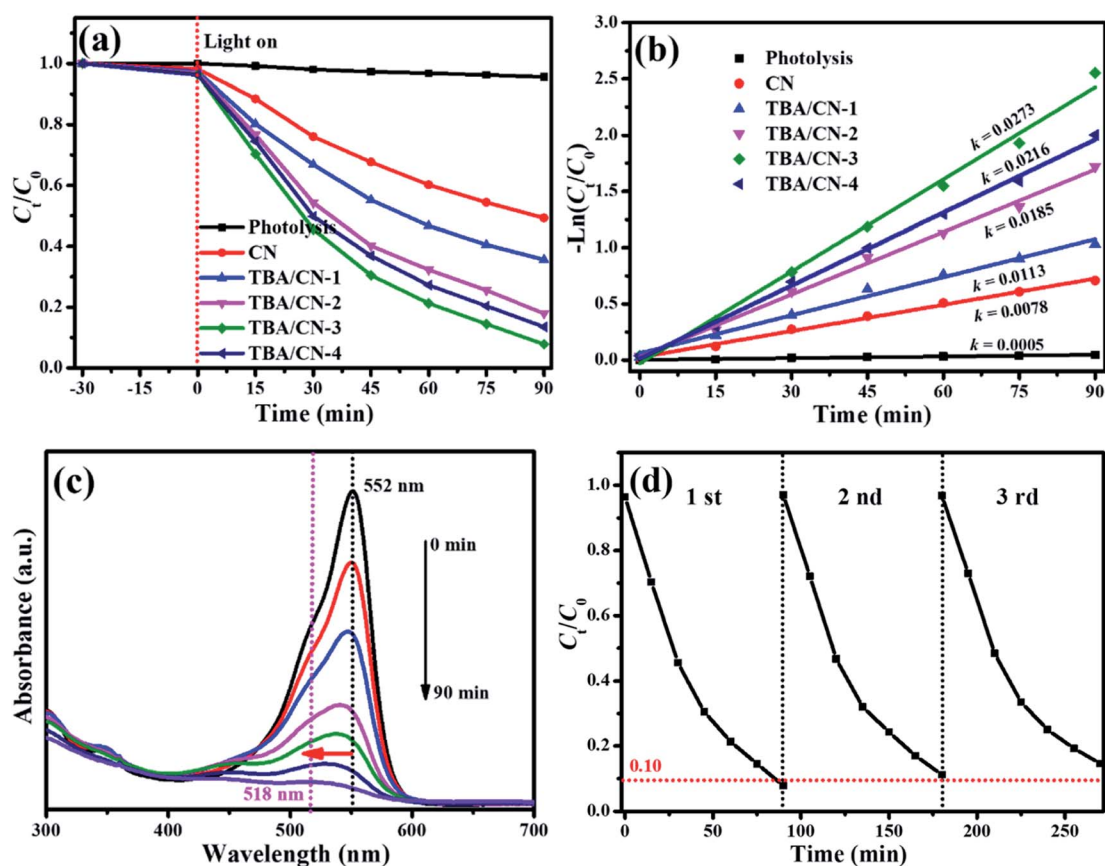 (a)
Light on
Photolysis
CN
TBA/CN-1
TBA/CN-2
TBA/CN-3
TBA/CN-4
1.0
0.8
0.6
0.4
0.2
0.0
-30 -15 0 15 30 45 60 75 90
Time (min)
Ct/C0
(b)
Photolysis
CN
TBA/CN-1
TBA/CN-2
TBA/CN-3
TBA/CN-4
k = 0.0273
k = 0.0216
k = 0.0185
k = 0.0113
k = 0.0078
k = 0.0005
-3.0
2.5
2.0
1.5
1.0
0.5
0.0
0 15 30 45 60 75 90
Time (min)
-Ln(Ct/C0)
(c)
552 nm
0 min
90 min
518 nm
300 400 500 600 700
Wavelength (nm)
Absorbance (a.u.)
(d)
1 st 2 nd 3 rd
0.10
1.0
0.8
0.6
0.4
0.2
0.0
0 50 100 150 200 250
Time (min)
Ct/C0